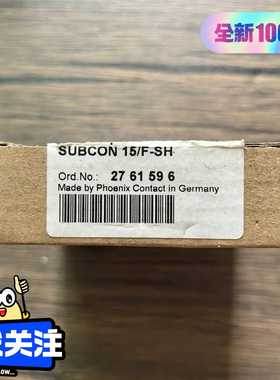 全新100
SUBCON 15/F-SH
Ord.No.: 27 61 59 6
Made by Phoenix Contact in Germany
关注